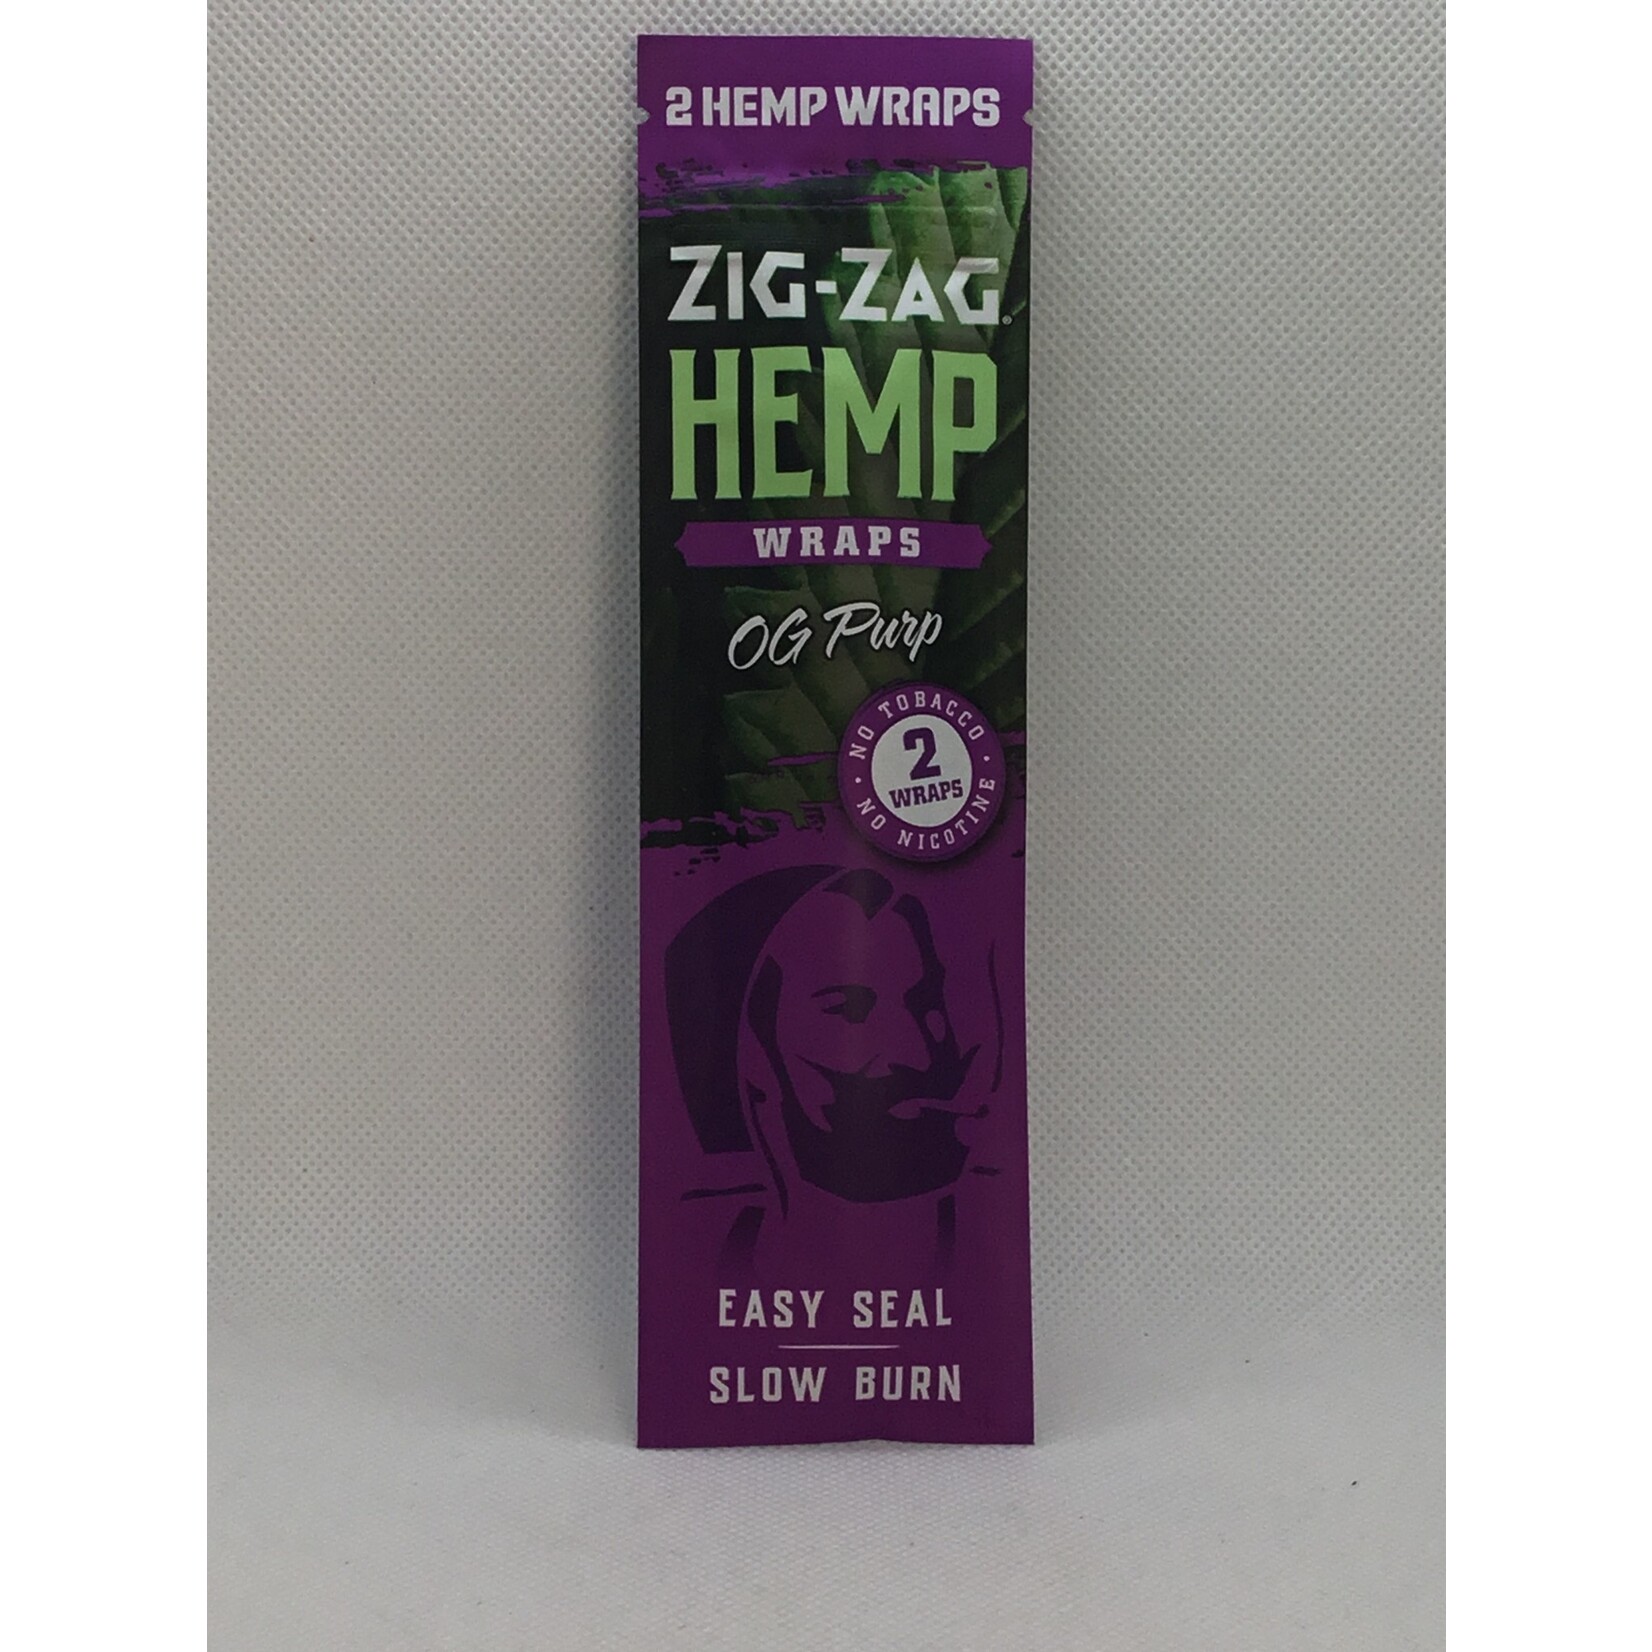 2 HEMP WRAPS
ZIG-ZAG®
HEMP
WRAPS
OG Purp
NO TOBACCO
2
WRAPS
NO NICOTINE
EASY SEAL
SLOW BURN